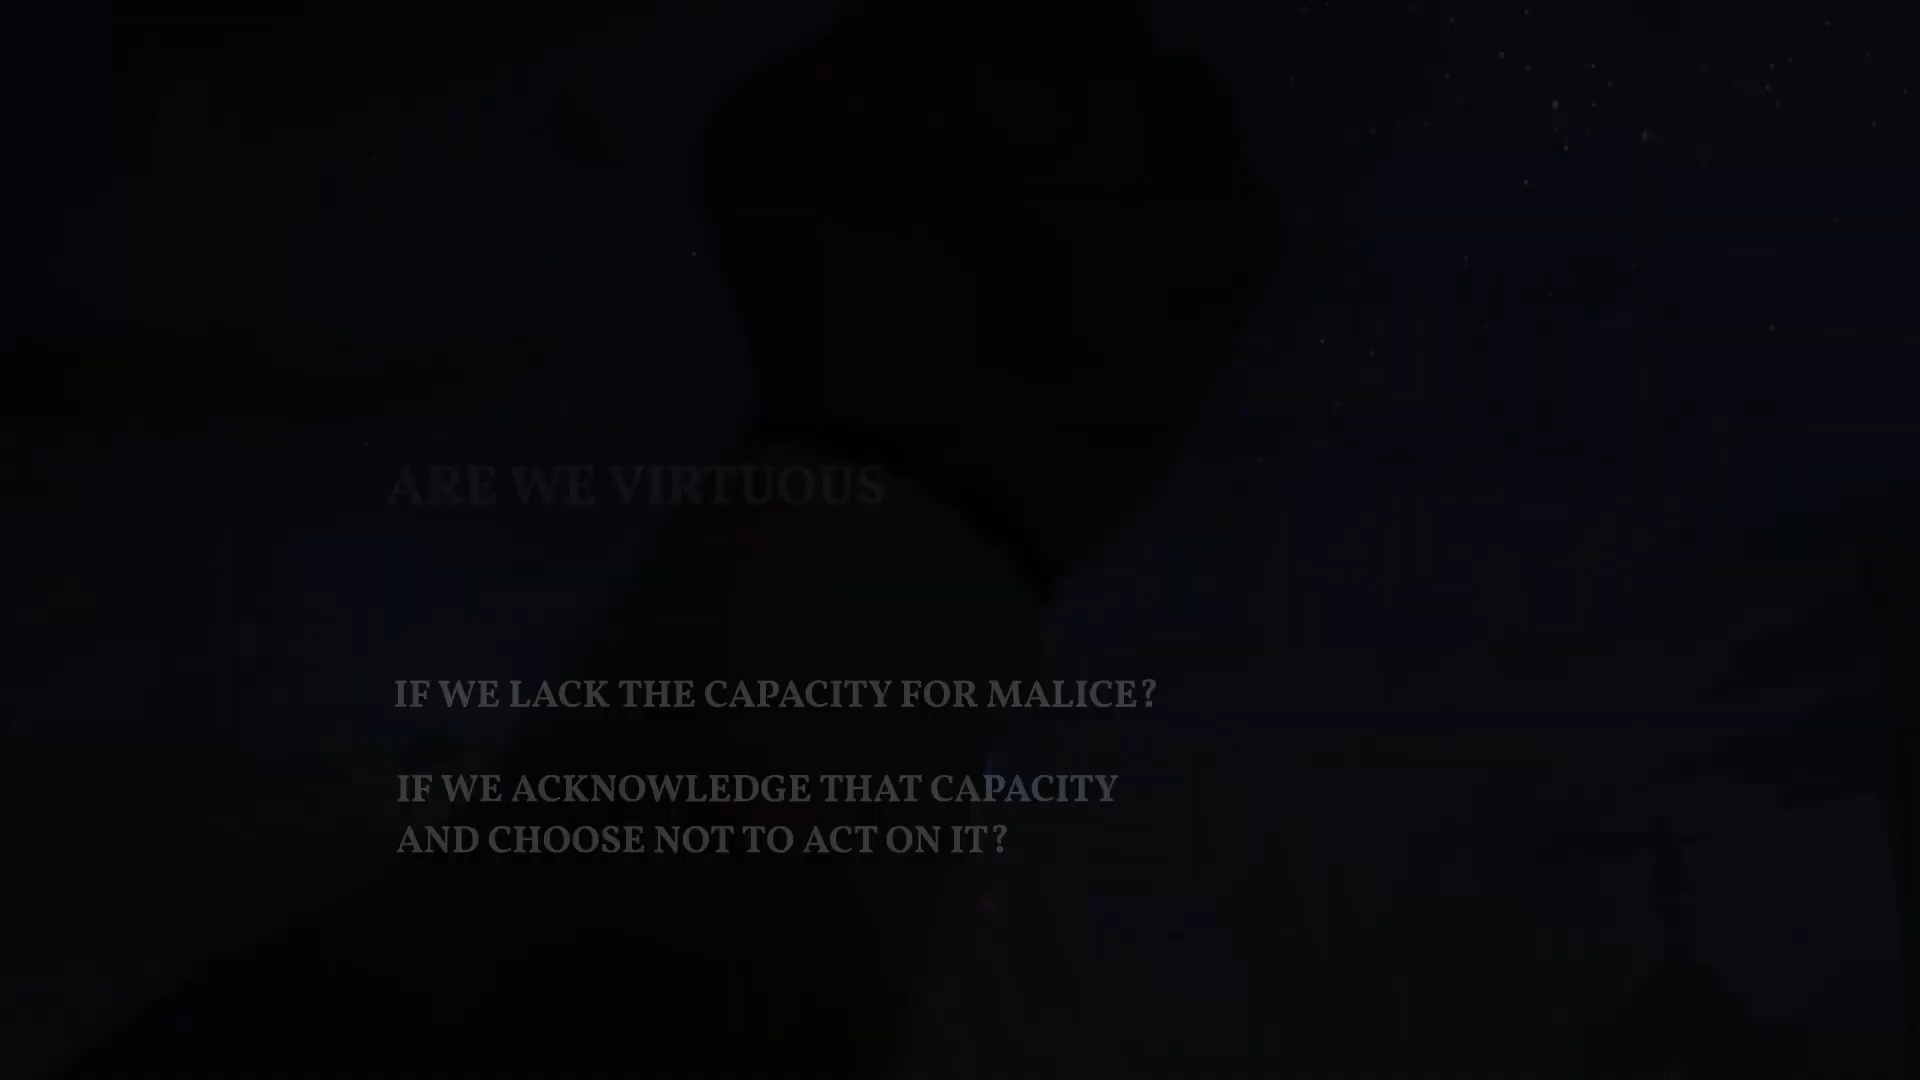 ARE WE VIRTUOUS
IF WE LACK THE CAPACITY FOR MALICE?
IF WE ACKNOWLEDGE THAT CAPACITY
AND CHOOSE NOT TO ACT ON IT?